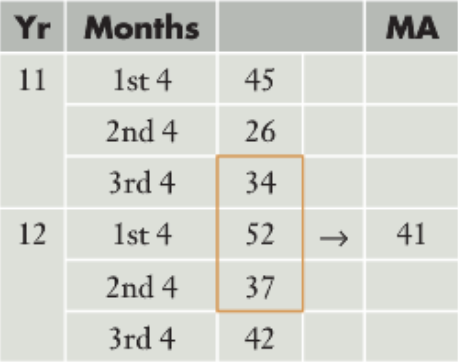 Yr Months MA
11 1st 4 45
2nd 4 26
3rd 4 34
12 1st 4 52 → 41
2nd 4 37
3rd 4 42